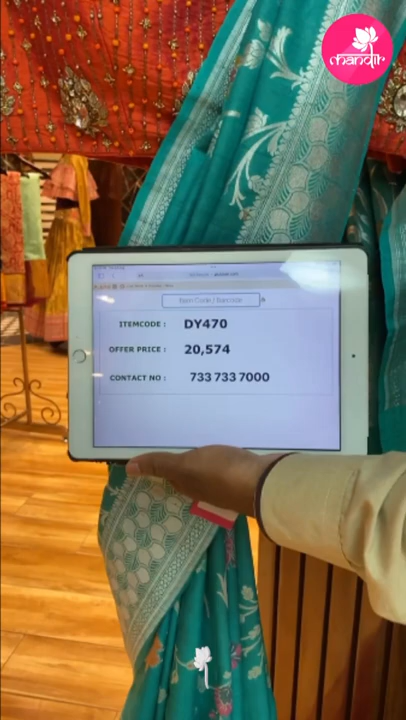 mandir
Item Code / Barcode
ITEMCODE : DY470
OFFER PRICE : 20,574
CONTACT NO : 733 733 7000